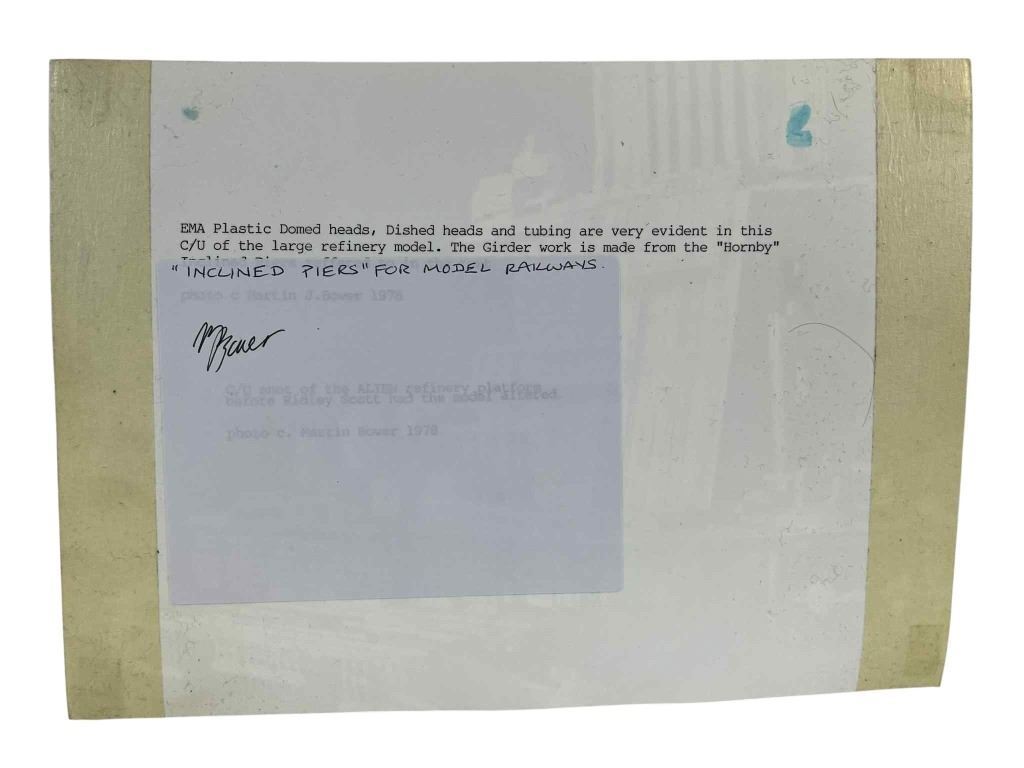 EMA Plastic Domed heads, Dished heads and tubing are very evident in this
C/U of the large refinery model. The Girder work is made from the "Hornby"
"INCLINED PIERS" FOR MODEL RAILWAYS.
photo c Martin J.Bower 1978
MBower
C/U shot of the ALIEN refinery platform
before Ridley Scott had the model altered.
photo c. Martin Bower 1978